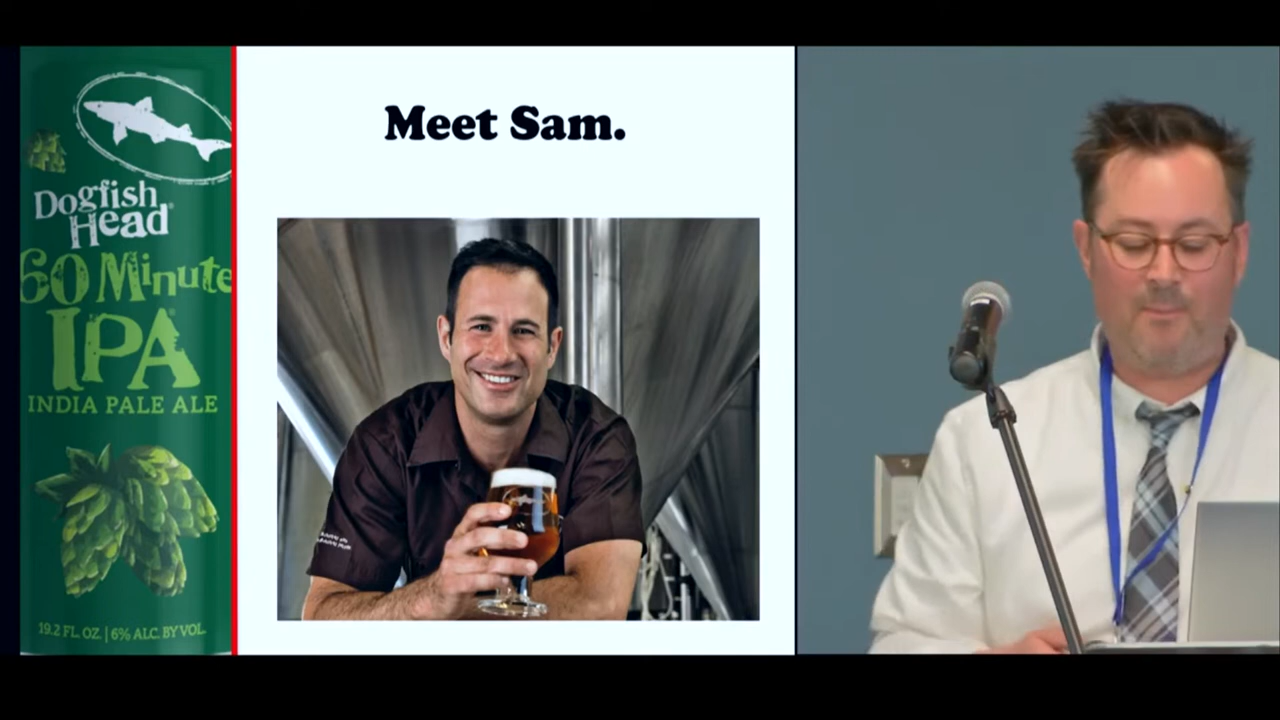 Dogfish
Head
60 Minute
IPA
INDIA PALE ALE
19.2 FL. OZ. | 6% ALC. BY VOL.
Meet Sam.